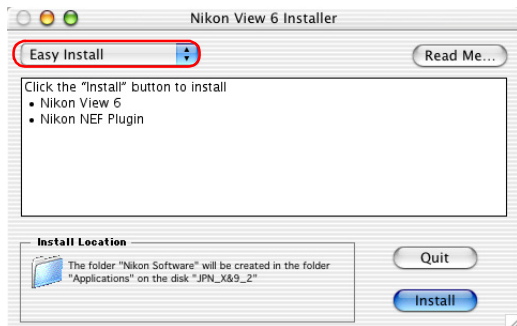 Nikon View 6 Installer
Easy Install
Read Me...
Click the "Install" button to install
• Nikon View 6
• Nikon NEF Plugin
Install Location
The folder "Nikon Software" will be created in the folder
"Applications" on the disk "JPN_X&9_2"
Quit
Install